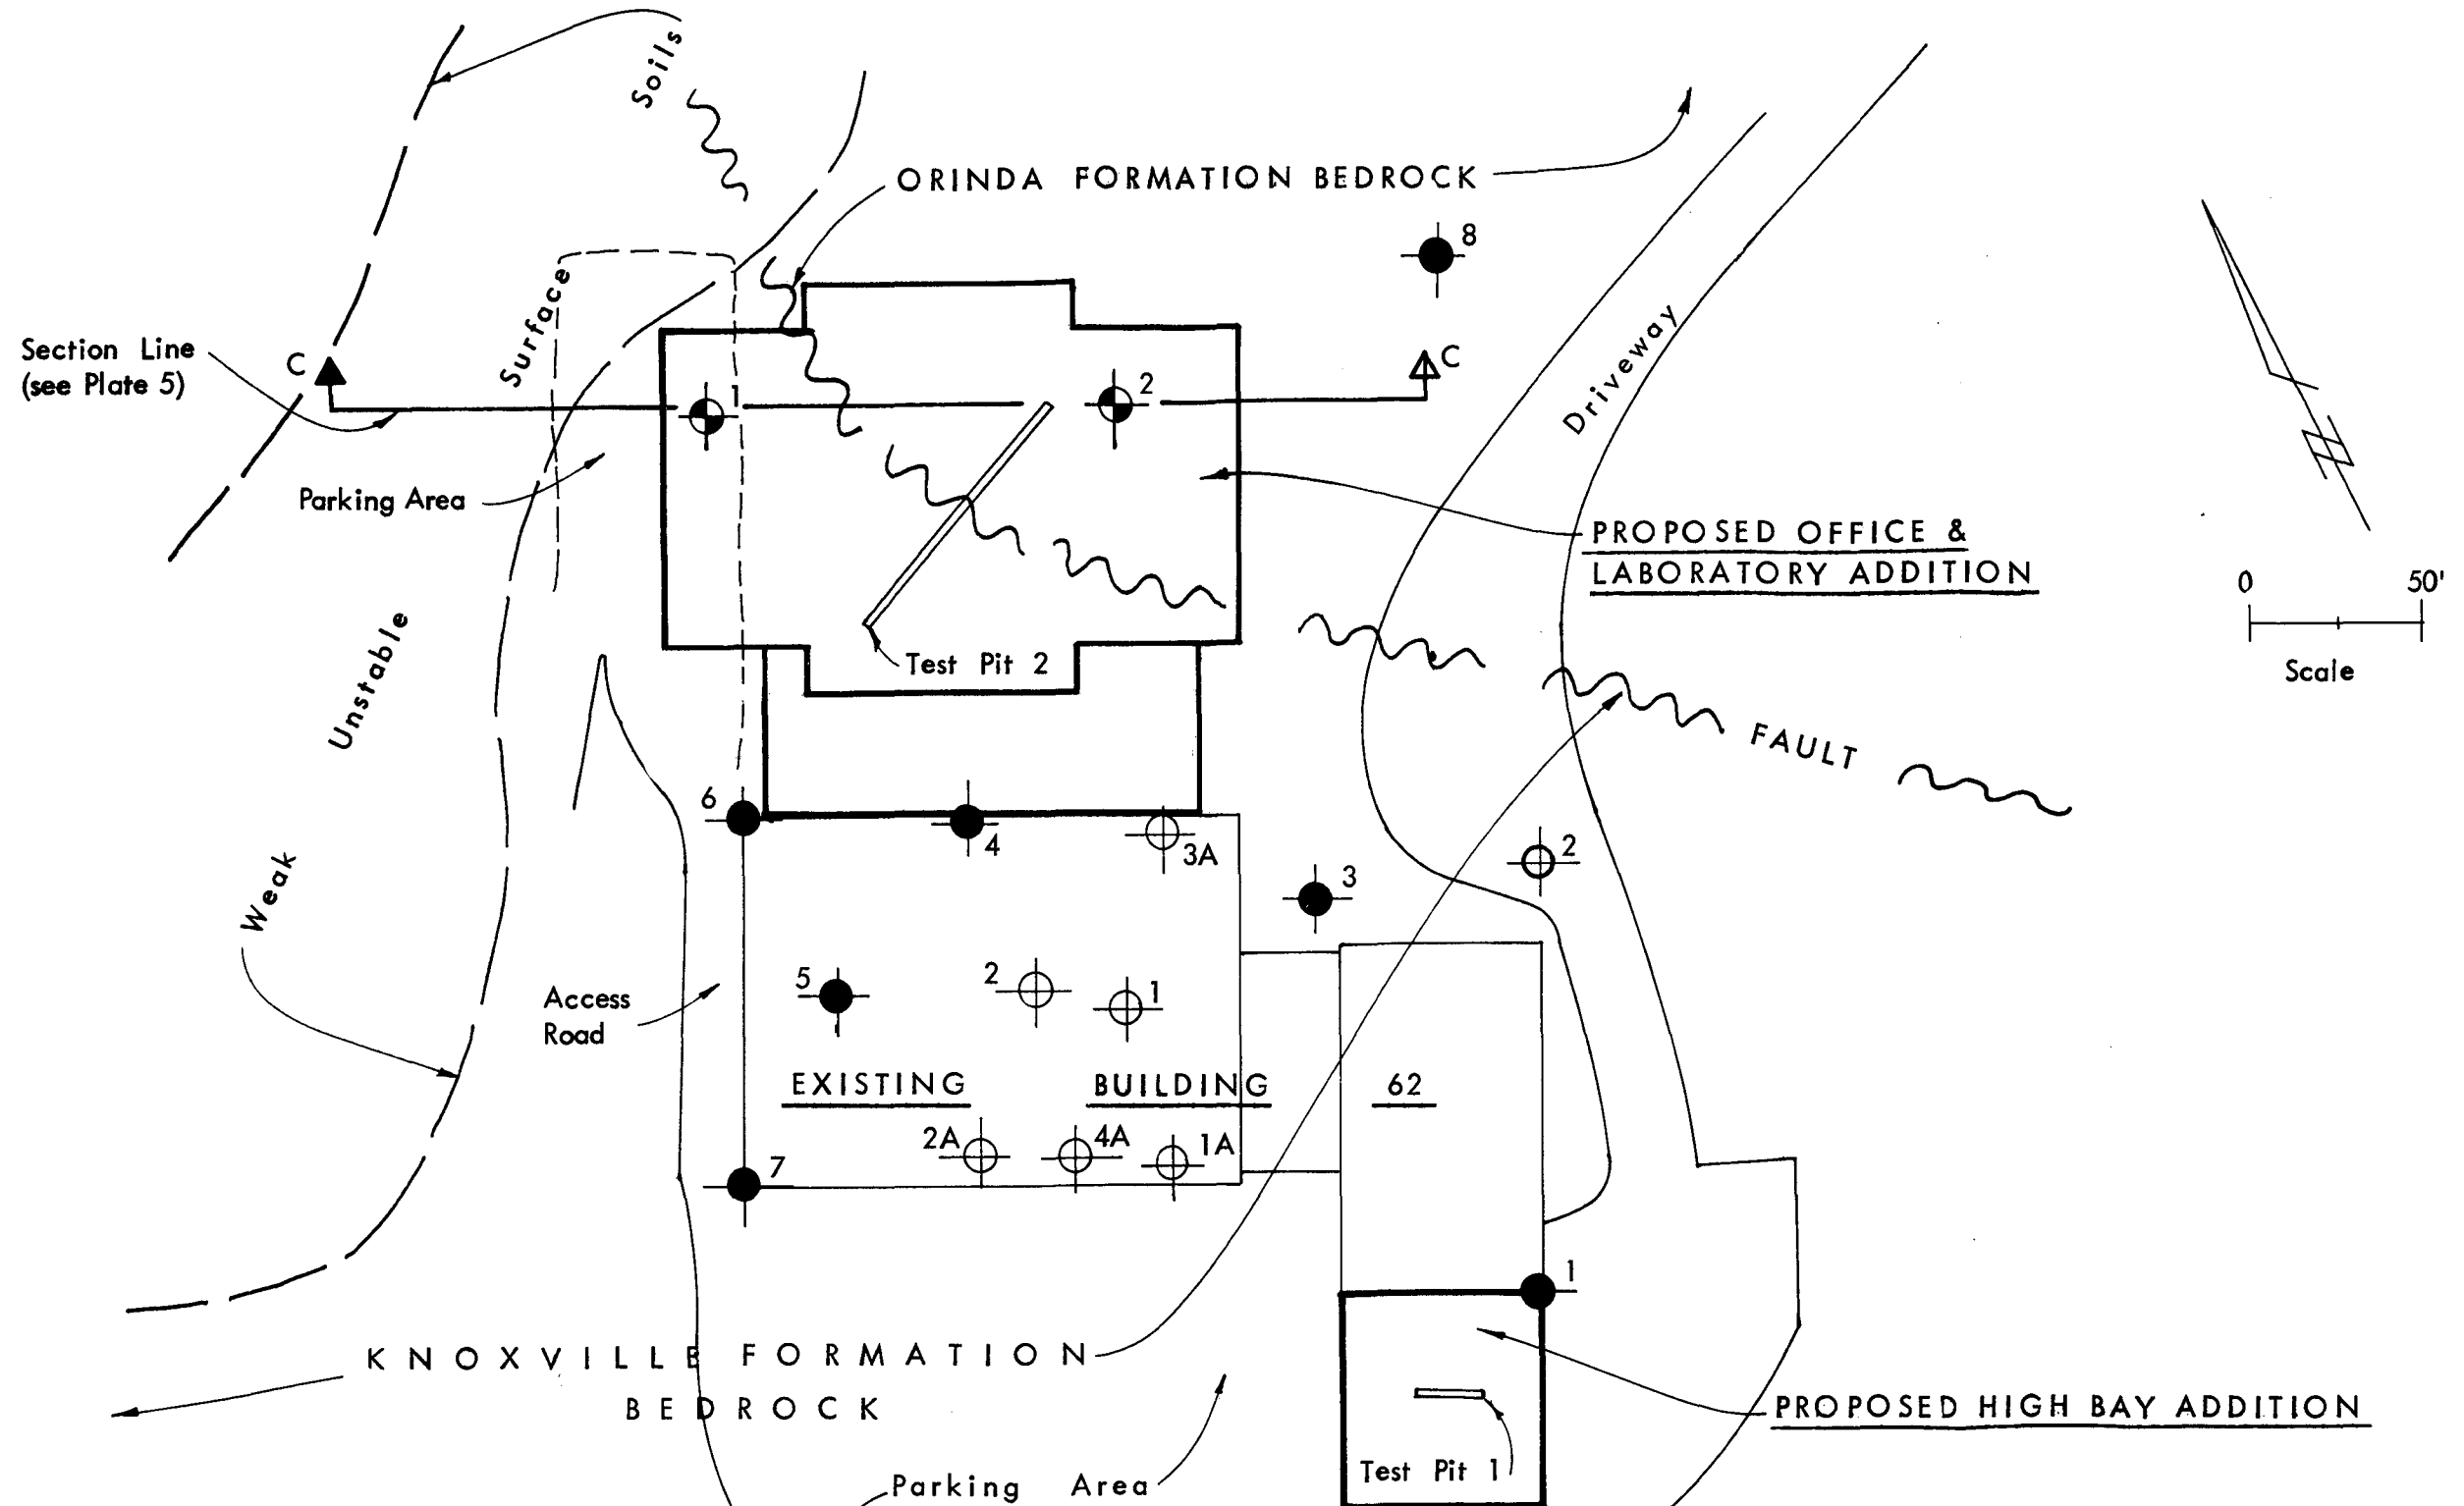 Soils
ORINDA FORMATION BEDROCK
8
Surface
Section Line
(see Plate 5)
C
1
2
C
Driveway
Parking Area
PROPOSED OFFICE &
LABORATORY ADDITION
0 50'
Scale
N
Unstable
Test Pit 2
FAULT
6
4
3A
2
3
Weak
5
2
1
Access
Road
EXISTING BUILDING 62
2A
4A
1A
7
1
KNOXVILLE FORMATION
BEDROCK
PROPOSED HIGH BAY ADDITION
Test Pit 1
Parking Area